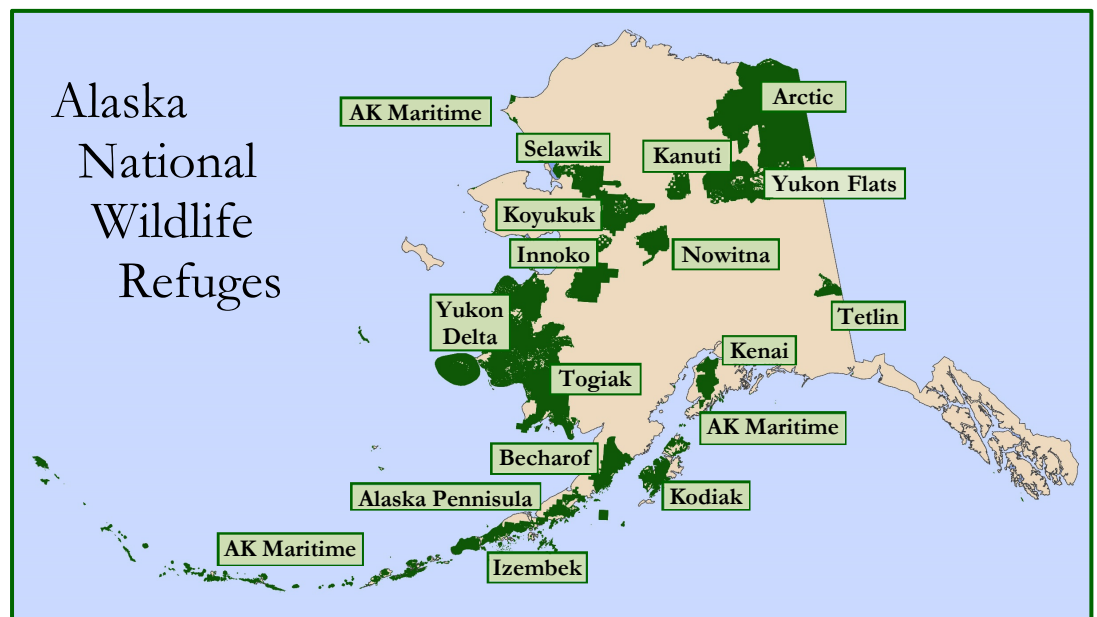 Alaska
National
Wildlife
Refuges
Arctic
AK Maritime
Selawik
Kanuti
Yukon Flats
Koyukuk
Innoko
Nowitna
Yukon
Delta
Tetlin
Kenai
Togiak
AK Maritime
Becharof
Alaska Pennisula
Kodiak
AK Maritime
Izembek